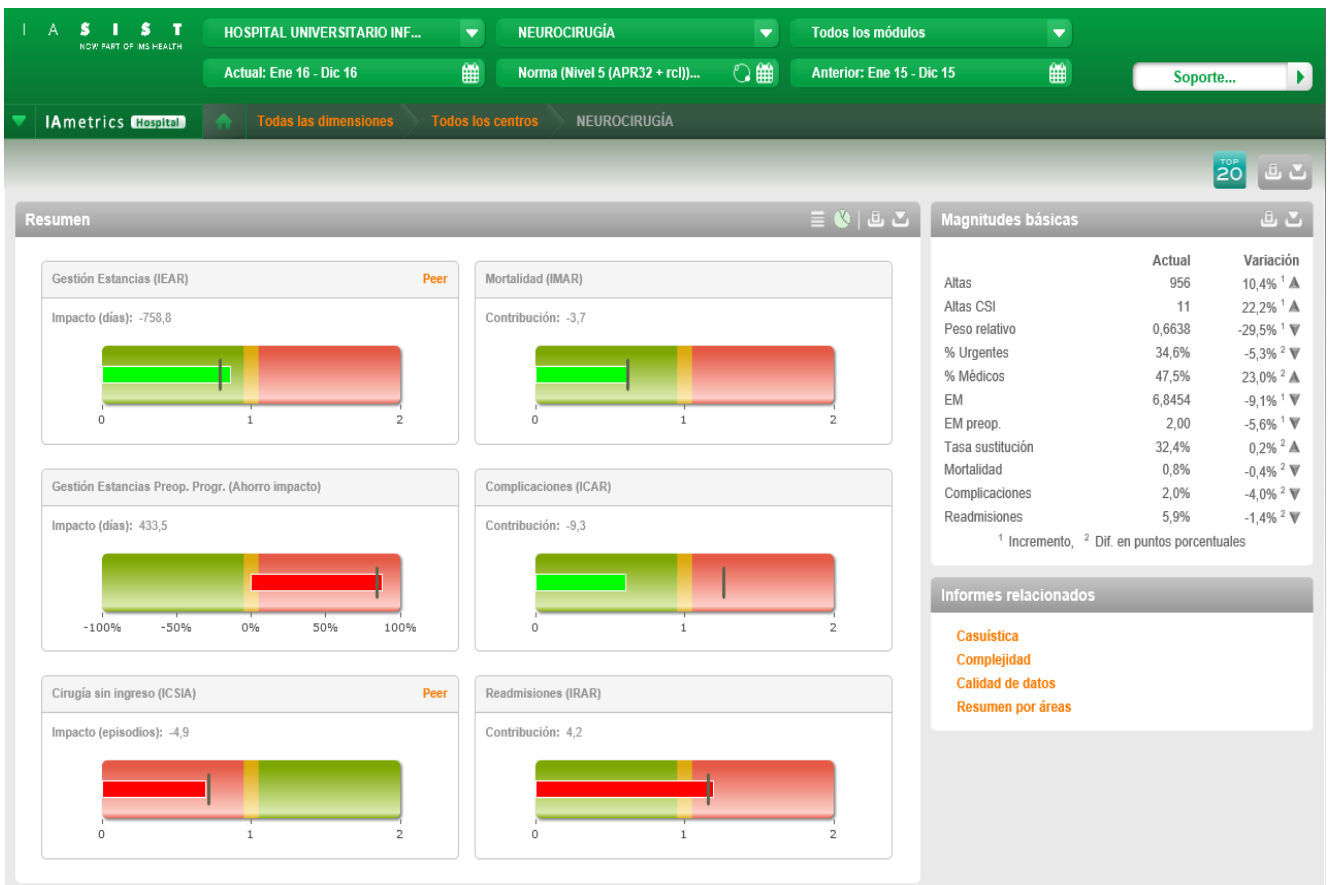 IASIST
NOW PART OF IMS HEALTH
HOSPITAL UNIVERSITARIO INF...
NEUROCIRUGÍA
Todos los módulos
Actual: Ene 16 - Dic 16
Norma (Nivel 5 (APR32 + rcl))...
Anterior: Ene 15 - Dic 15
Soporte...
IAmetrics Hospital
Todas las dimensiones
Todos los centros
NEUROCIRUGÍA
TOP 20
Resumen
Gestión Estancias (IEAR) Peer
Impacto (días): -758,8
0 1 2
Mortalidad (IMAR)
Contribución: -3,7
0 1 2
Gestión Estancias Preop. Progr. (Ahorro impacto)
Impacto (días): 433,5
-100% -50% 0% 50% 100%
Complicaciones (ICAR)
Contribución: -9,3
0 1 2
Cirugía sin ingreso (ICSIA) Peer
Impacto (episodios): -4,9
0 1 2
Readmisiones (IRAR)
Contribución: 4,2
0 1 2
Magnitudes básicas
Actual Variación
Altas 956 10,4% ¹
Altas CSI 11 22,2% ¹
Peso relativo 0,6638 -29,5% ¹
% Urgentes 34,6% -5,3% ²
% Médicos 47,5% 23,0% ²
EM 6,8454 -9,1% ¹
EM preop. 2,00 -5,6% ¹
Tasa sustitución 32,4% 0,2% ²
Mortalidad 0,8% -0,4% ²
Complicaciones 2,0% -4,0% ²
Readmisiones 5,9% -1,4% ²
¹ Incremento, ² Dif. en puntos porcentuales
Informes relacionados
Casuística
Complejidad
Calidad de datos
Resumen por áreas